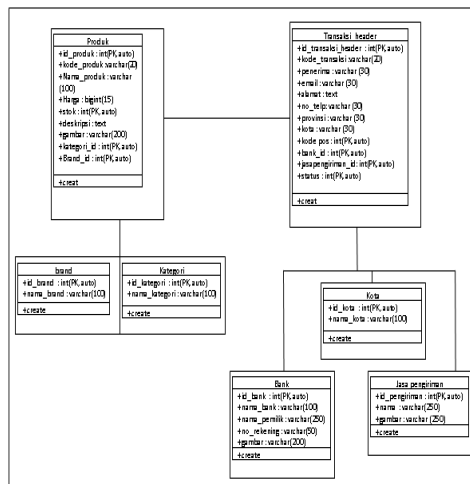 Produk
+id_produk : int(PK,auto)
+kode_produk:varchar(20)
+Nama_produk:varchar
(100)
+Harga : bigint(15)
+stok : int(PK,auto)
+deskripsi : text
+gambar : varchar(200)
+kategori_id : int(PK,auto)
+Brand_id : int(PK,auto)
+creat
Transaksi_header
+id_transaksi_header : int(PK,auto)
+kode_transaksi :varchar(20)
+penerima :varchar (30)
+email :varchar (30)
+alamat : text
+no_telp:varchar (30)
+provinsi :varchar (30)
+kota :varchar (30)
+kode pos : int(PK,auto)
+bank_id : int(PK,auto)
+jasapengiriman_id : int(PK,auto)
+status : int(PK,auto)
+creat
brand
+id_brand : int(PK,auto)
+nama_brand :varchar(100)
+create
Kategori
+id_kategori : int(PK,auto)
+nama_kategori :varchar(100)
+create
Kota
+id_kota : int(PK,auto)
+nama_kota :varchar(100)
+create
Bank
+id_bank : int(PK,auto)
+nama_bank :varchar(100)
+nama_pemilik :varchar(250)
+no_rekening :varchar(50)
+gambar :varchar(200)
+create
Jasa pengiriman
+id_pengiriman : int(PK,auto)
+nama :varchar(250)
+gambar :varchar (250)
+create